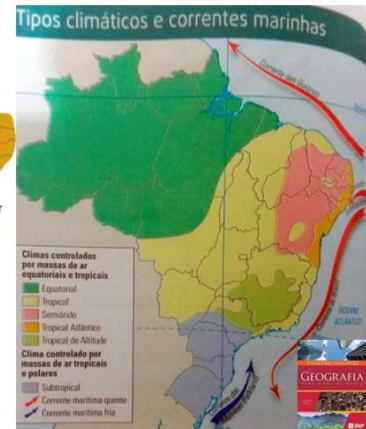 Tipos climáticos e correntes marinhas
Corrente das Guianas
OCEANO
ATLÂNTICO
Climas controlados
por massas de ar
equatoriais e tropicais
Equatorial
Tropical
Semiárido
Tropical Atlântico
Tropical de Altitude
Clima controlado por
massas de ar tropicais
e polares
Subtropical
Corrente marítima quente
Corrente marítima fria
GEOGRAFIA